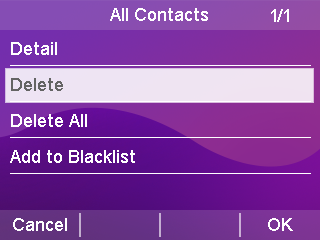 All Contacts 1/1
Detail
Delete
Delete All
Add to Blacklist
Cancel OK